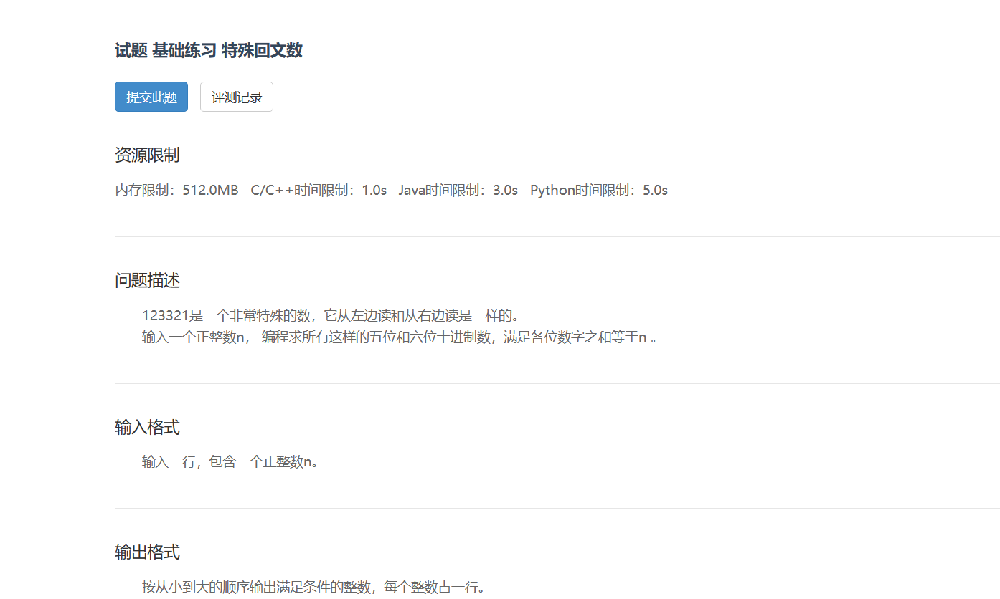 试题 基础练习 特殊回文数
提交此题 评测记录
资源限制
内存限制：512.0MB C/C++时间限制：1.0s Java时间限制：3.0s Python时间限制：5.0s
问题描述
123321是一个非常特殊的数，它从左边读和从右边读是一样的。
输入一个正整数n， 编程求所有这样的五位和六位十进制数，满足各位数字之和等于n 。
输入格式
输入一行，包含一个正整数n。
输出格式
按从小到大的顺序输出满足条件的整数，每个整数占一行。